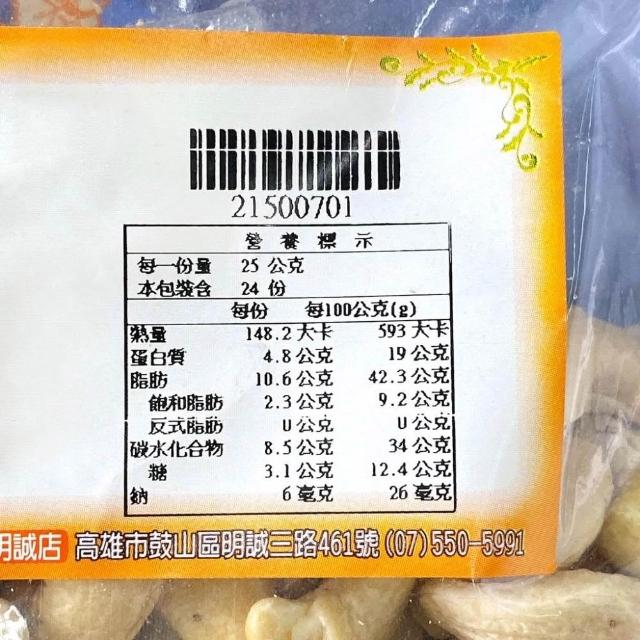 21500701
營養標示
每一份量 25 公克
本包裝含 24 份
每份 每100公克(g)
熱量 148.2 大卡 593 大卡
蛋白質 4.8 公克 19 公克
脂肪 10.6 公克 42.3 公克
飽和脂肪 2.3 公克 9.2 公克
反式脂肪 0 公克 0 公克
碳水化合物 8.5 公克 34 公克
糖 3.1 公克 12.4 公克
鈉 6 毫克 26 毫克
明誠店 高雄市鼓山區明誠三路461號 (07)550-5991